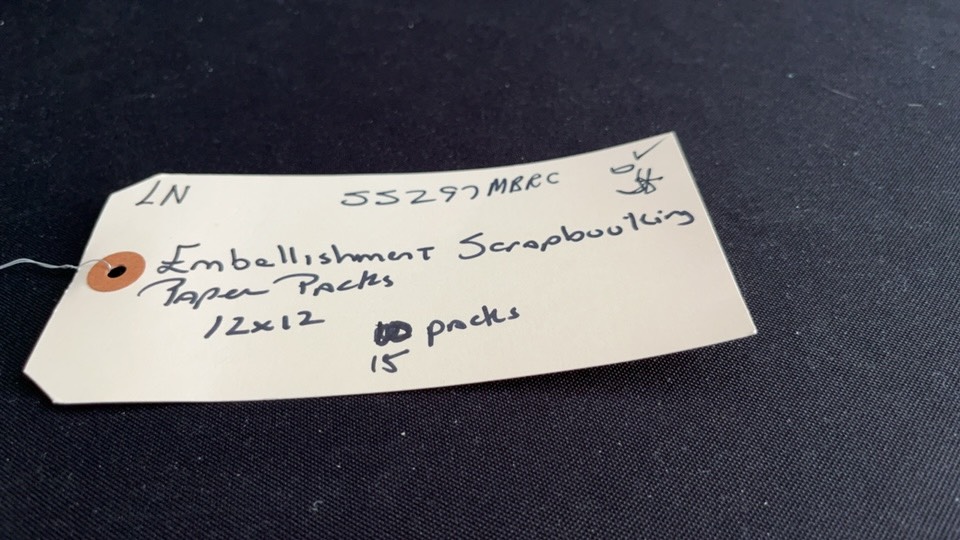 LN 55297MBRC
Embellishment Scrapbooking
Paper Packs
12x12
packs
15